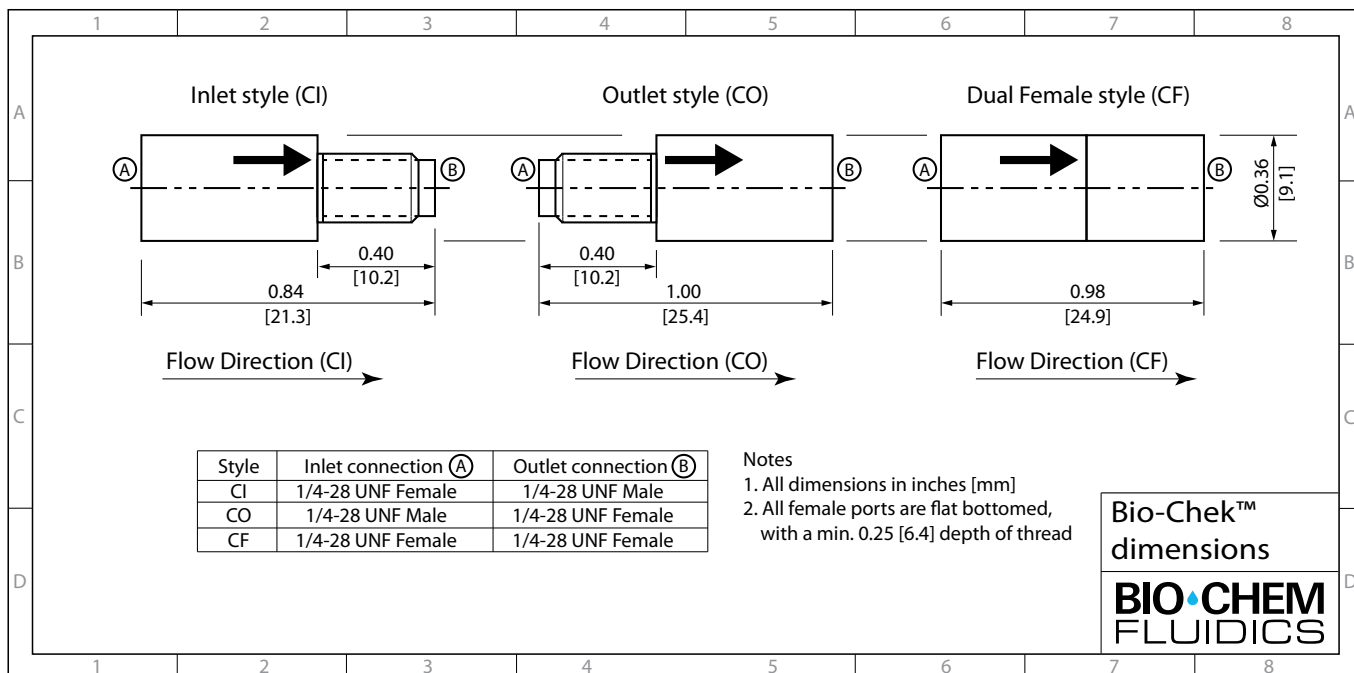 1 2 3 4 5 6 7 8
Inlet style (CI) Outlet style (CO) Dual Female style (CF)
A A
A B A B A B
Ø0.36
[9.1]
0.40
[10.2]
0.84
[21.3]
0.40
[10.2]
1.00
[25.4]
0.98
[24.9]
B B
Flow Direction (CI) Flow Direction (CO) Flow Direction (CF)
C C
Style Inlet connection A Outlet connection B
CI 1/4-28 UNF Female 1/4-28 UNF Male
CO 1/4-28 UNF Male 1/4-28 UNF Female
CF 1/4-28 UNF Female 1/4-28 UNF Female
Notes
1. All dimensions in inches [mm]
2. All female ports are flat bottomed,
with a min. 0.25 [6.4] depth of thread
Bio-Chek™
dimensions
D D
BIO CHEM
FLUIDICS
1 2 3 4 5 6 7 8